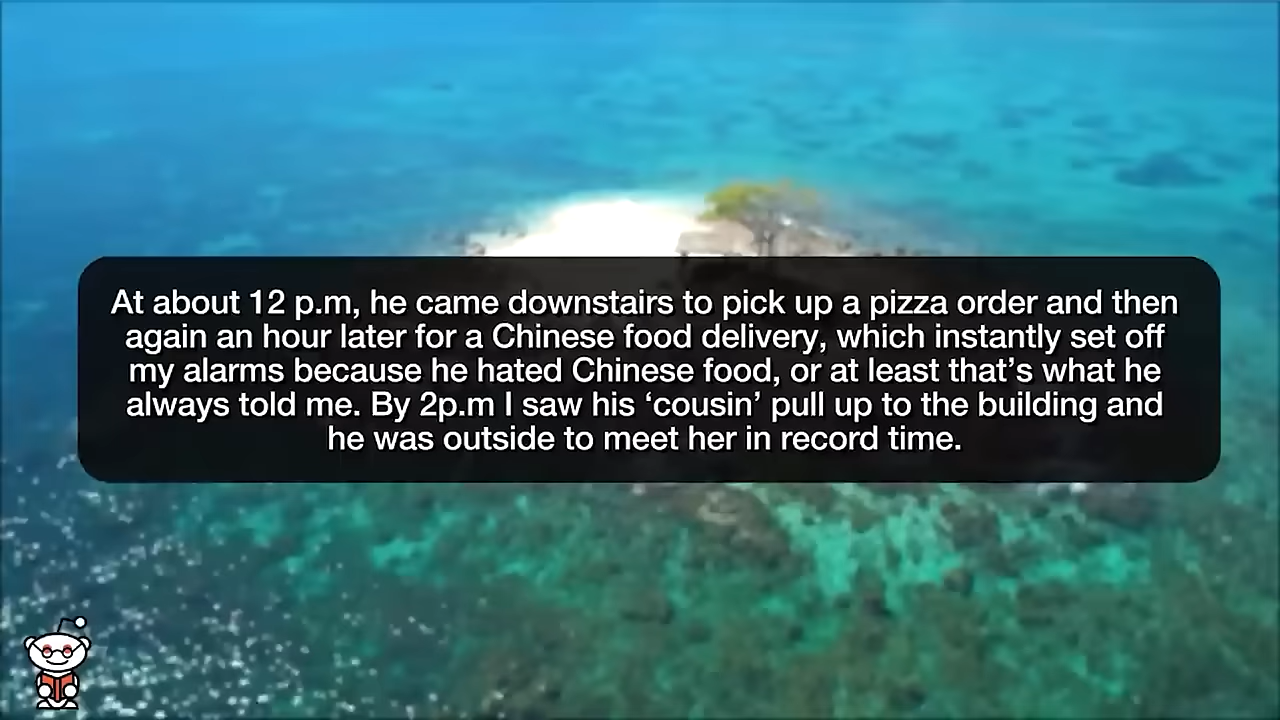 At about 12 p.m, he came downstairs to pick up a pizza order and then
again an hour later for a Chinese food delivery, which instantly set off
my alarms because he hated Chinese food, or at least that’s what he
always told me. By 2p.m I saw his ‘cousin’ pull up to the building and
he was outside to meet her in record time.